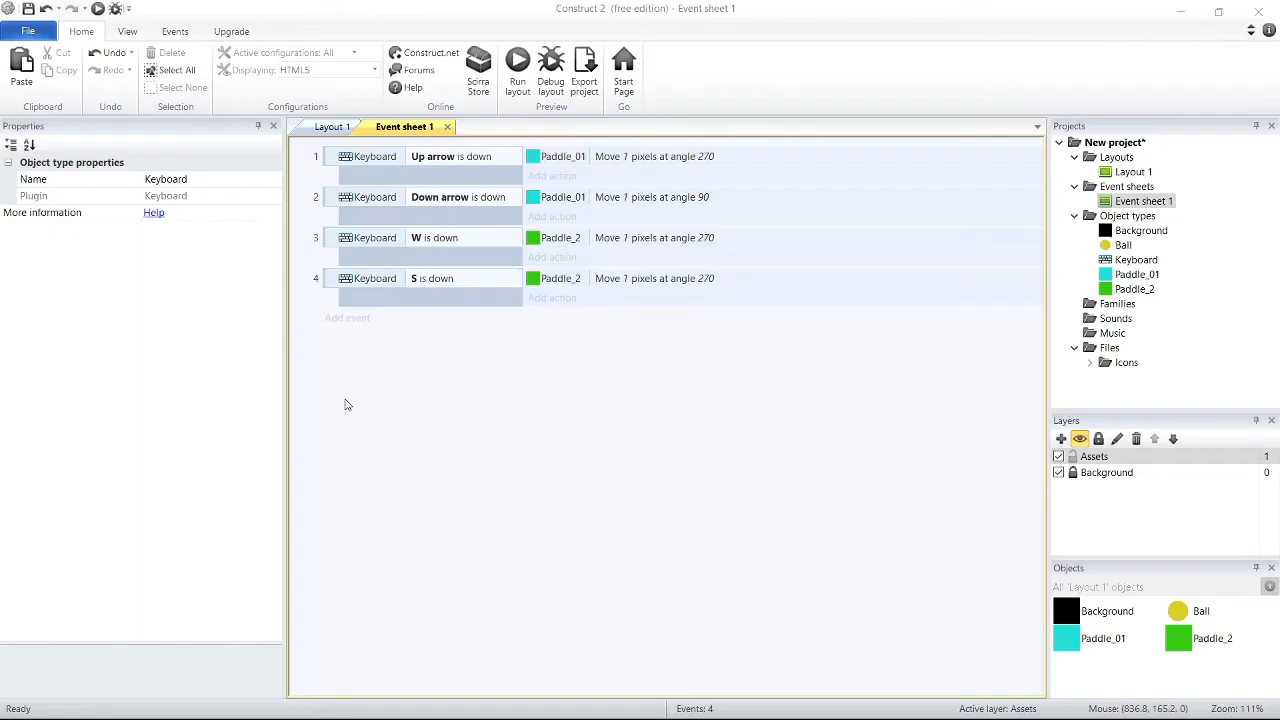 Construct 2 (free edition) - Event sheet 1
File
Home
View
Events
Upgrade
Paste
Cut
Copy
Clipboard
Undo
Redo
Undo
Delete
Select All
Select None
Selection
Active configurations: All
Displaying: HTML5
Configurations
Construct.net
Forums
Help
Scirra Store
Online
Run layout
Debug layout
Export project
Preview
Start Page
Go
Properties
Object type properties
Name Keyboard
Plugin Keyboard
More information Help
Layout 1
Event sheet 1
1 Keyboard Up arrow is down Paddle_01 Move 1 pixels at angle 270
Add action
2 Keyboard Down arrow is down Paddle_01 Move 1 pixels at angle 90
Add action
3 Keyboard W is down Paddle_2 Move 1 pixels at angle 270
Add action
4 Keyboard S is down Paddle_2 Move 1 pixels at angle 270
Add action
Add event
Projects
New project*
Layouts
Layout 1
Event sheets
Event sheet 1
Object types
Background
Ball
Keyboard
Paddle_01
Paddle_2
Families
Sounds
Music
Files
Icons
Layers
Assets 1
Background 0
Objects
All 'Layout 1' objects
Background
Ball
Paddle_01
Paddle_2
Ready
Events: 4
Active layer: Assets
Mouse: (836.8, 165.2, 0)
Zoom: 111%